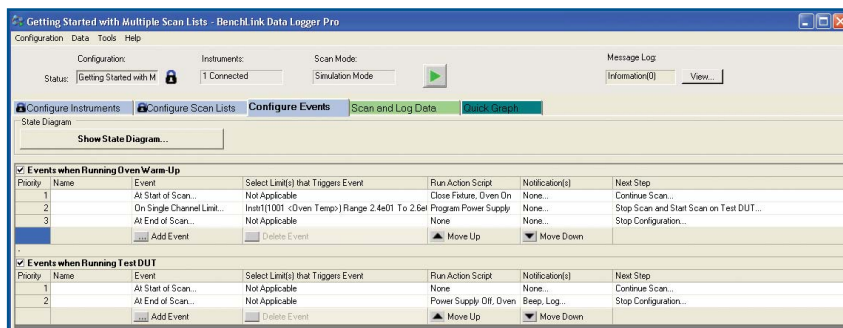 Getting Started with Multiple Scan Lists - BenchLink Data Logger Pro
Configuration Data Tools Help
Configuration: Instruments: Scan Mode: Message Log:
Status: Getting Started with M 1 Connected Simulation Mode Information(0) View...
Configure Instruments Configure Scan Lists Configure Events Scan and Log Data Quick Graph
State Diagram
Show State Diagram...
Events when Running Oven Warm-Up
Priority Name Event Select Limit(s) that Triggers Event Run Action Script Notification(s) Next Step
1 At Start of Scan... Not Applicable Close Fixture, Oven On None... Continue Scan...
2 On Single Channel Limit... Instr1(1001 <Oven Temp>) Range 2.4e01 To 2.6e Program Power Supply None... Stop Scan and Start Scan on Test DUT...
3 At End of Scan... Not Applicable None None... Stop Configuration...
... Add Event Delete Event Move Up Move Down
Events when Running Test DUT
Priority Name Event Select Limit(s) that Triggers Event Run Action Script Notification(s) Next Step
1 At Start of Scan... Not Applicable None None... Continue Scan...
2 At End of Scan... Not Applicable Power Supply Off, Oven Beep, Log... Stop Configuration...
... Add Event Delete Event Move Up Move Down